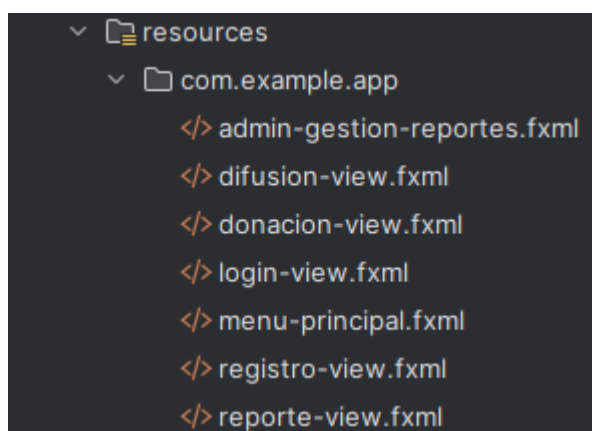 resources
com.example.app
</> admin-gestion-reportes.fxml
</> difusion-view.fxml
</> donacion-view.fxml
</> login-view.fxml
</> menu-principal.fxml
</> registro-view.fxml
</> reporte-view.fxml